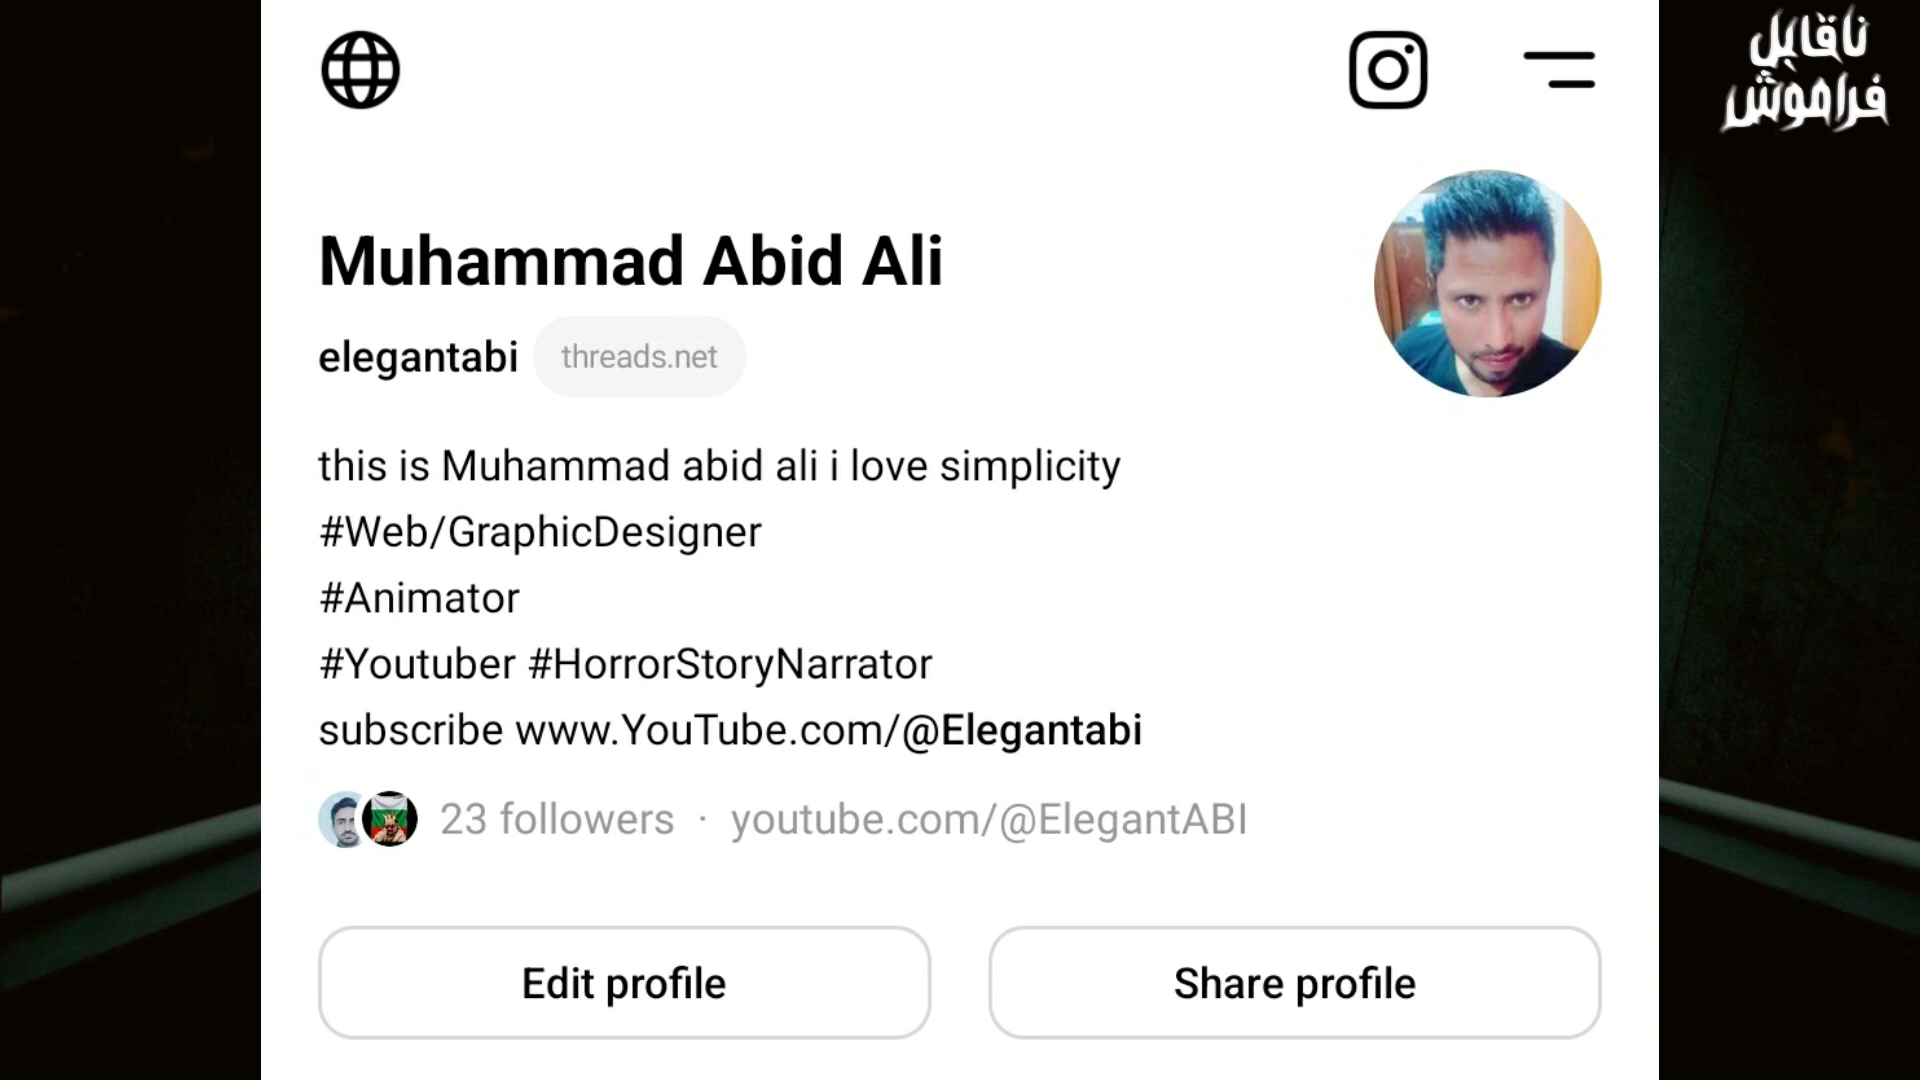 ناقابل
فراموش
Muhammad Abid Ali
elegantabi threads.net
this is Muhammad abid ali i love simplicity
#Web/GraphicDesigner
#Animator
#Youtuber #HorrorStoryNarrator
subscribe www.YouTube.com/@Elegantabi
23 followers · youtube.com/@ElegantABI
Edit profile
Share profile